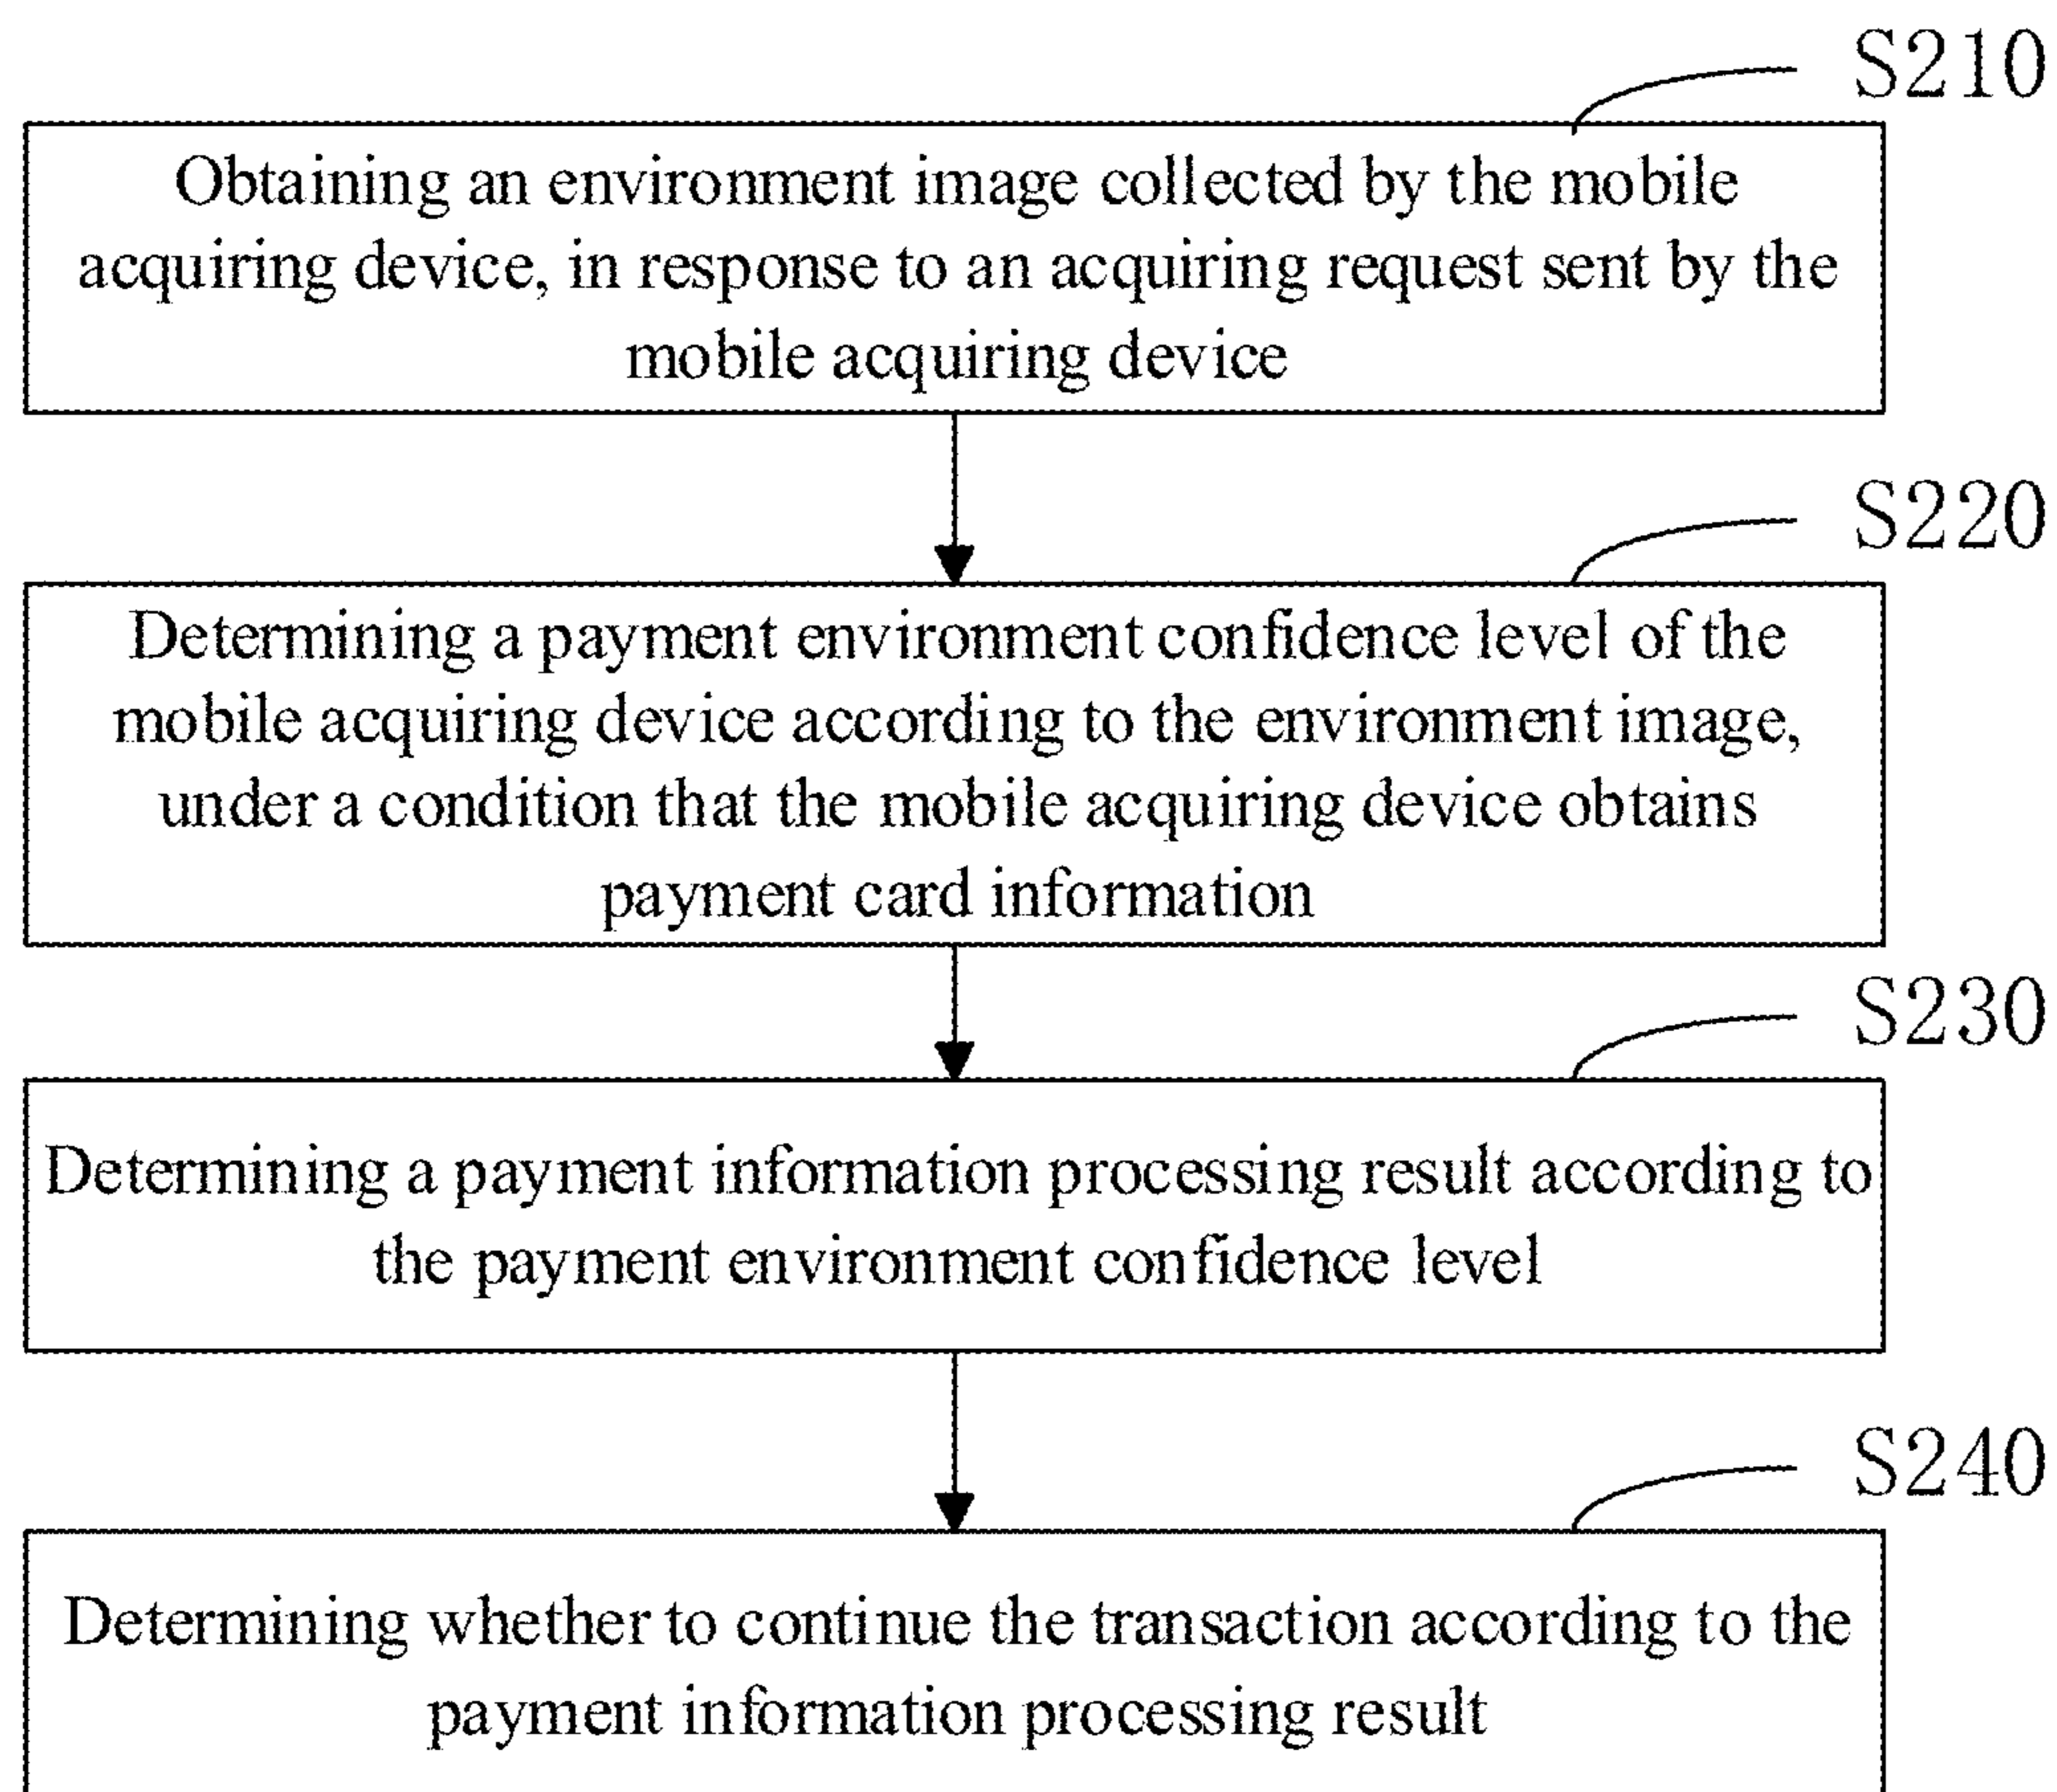 S210
Obtaining an environment image collected by the mobile
acquiring device, in response to an acquiring request sent by the
mobile acquiring device
S220
Determining a payment environment confidence level of the
mobile acquiring device according to the environment image,
under a condition that the mobile acquiring device obtains
payment card information
S230
Determining a payment information processing result according to
the payment environment confidence level
S240
Determining whether to continue the transaction according to the
payment information processing result